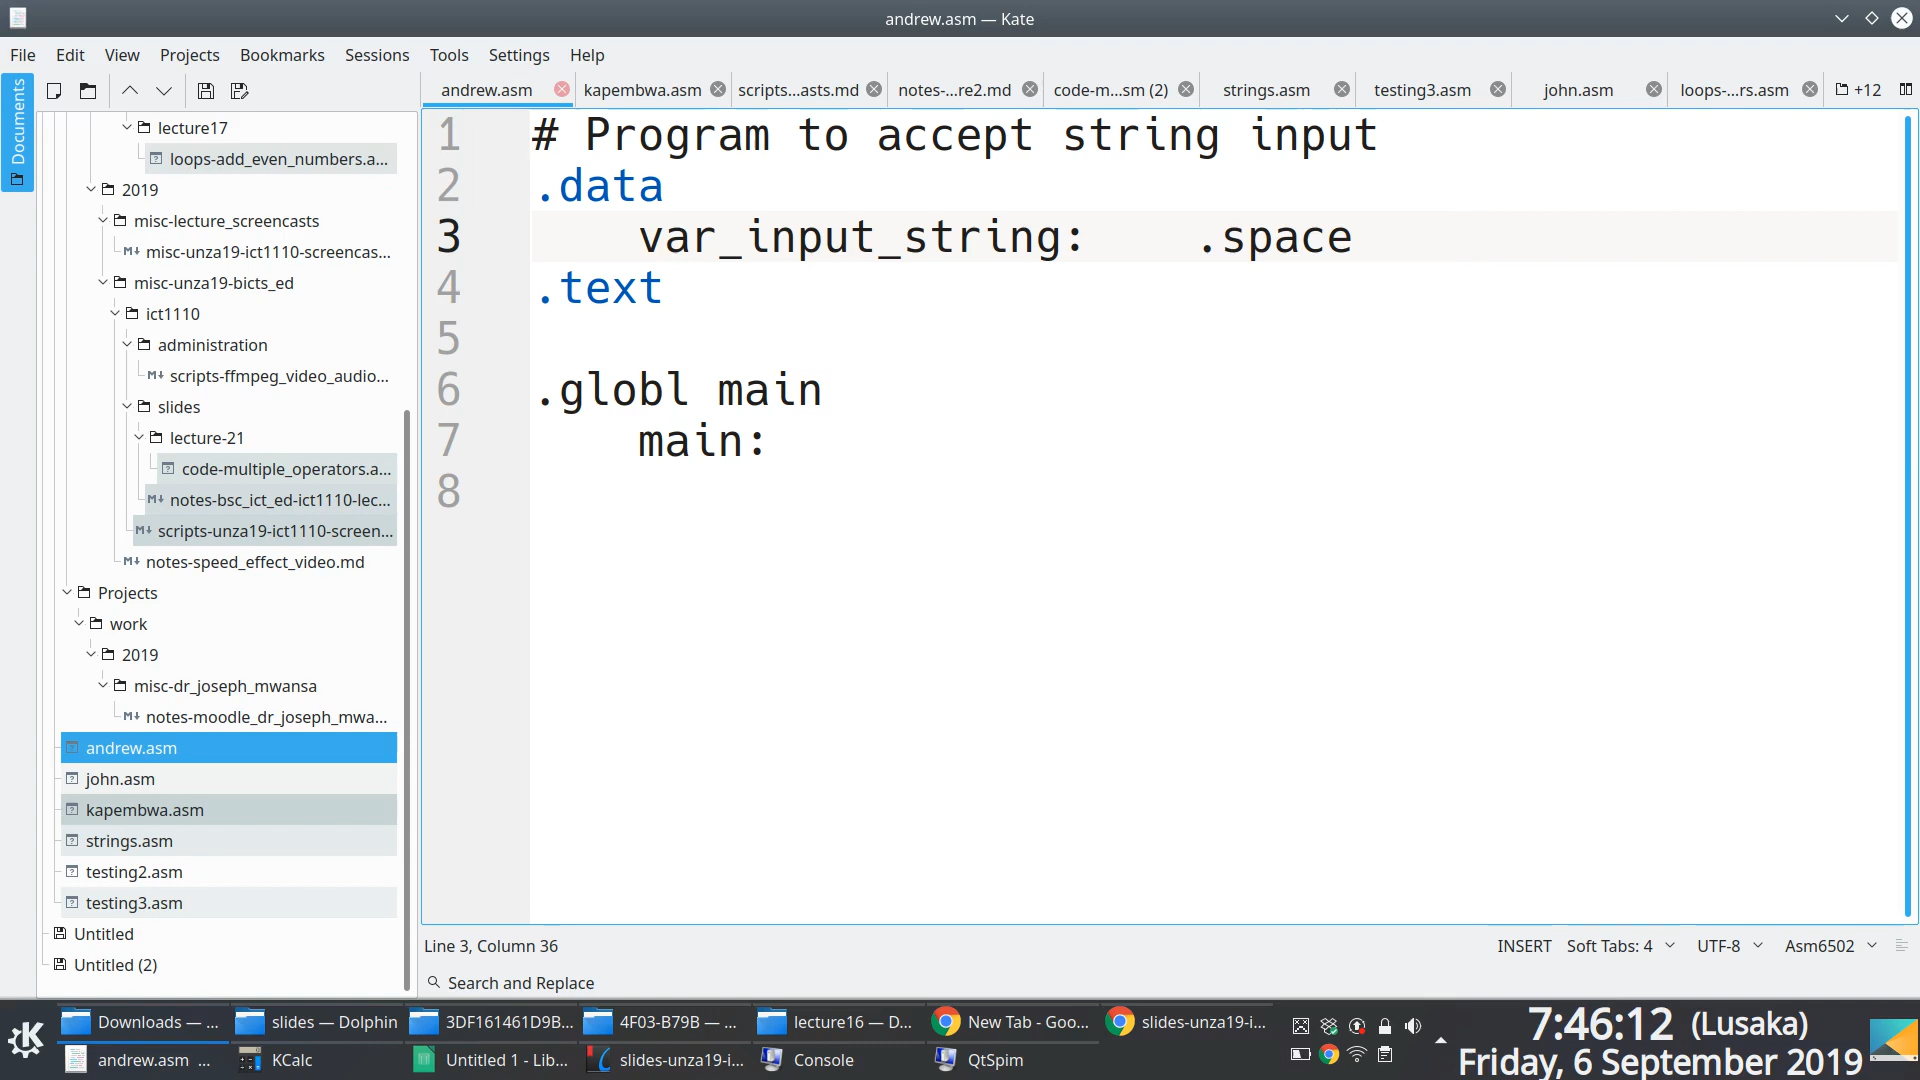 andrew.asm — Kate
File Edit View Projects Bookmarks Sessions Tools Settings Help
Documents
andrew.asm kapembwa.asm scripts...asts.md notes-...re2.md code-m...sm (2) strings.asm testing3.asm john.asm loops-...rs.asm +12
lecture17
loops-add_even_numbers.a...
2019
misc-lecture_screencasts
misc-unza19-ict1110-screencas...
misc-unza19-bicts_ed
ict1110
administration
scripts-ffmpeg_video_audio...
slides
lecture-21
code-multiple_operators.a...
notes-bsc_ict_ed-ict1110-lec...
scripts-unza19-ict1110-screen...
notes-speed_effect_video.md
Projects
work
2019
misc-dr_joseph_mwansa
notes-moodle_dr_joseph_mwa...
andrew.asm
john.asm
kapembwa.asm
strings.asm
testing2.asm
testing3.asm
Untitled
Untitled (2)
1 # Program to accept string input
2 .data
3 var_input_string: .space
4 .text
5
6 .globl main
7 main:
8
Line 3, Column 36 INSERT Soft Tabs: 4 UTF-8 Asm6502
Search and Replace
Downloads — ... slides — Dolphin 3DF161461D9B... 4F03-B79B — ... lecture16 — D... New Tab - Goo... slides-unza19-i...
andrew.asm ... KCalc Untitled 1 - Lib... slides-unza19-i... Console QtSpim
7:46:12 (Lusaka)
Friday, 6 September 2019